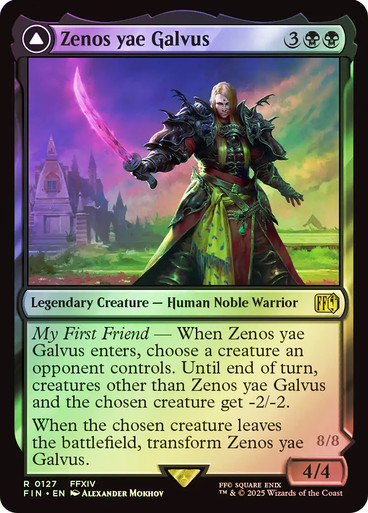 Zenos yae Galvus 3
Legendary Creature — Human Noble Warrior
My First Friend — When Zenos yae
Galvus enters, choose a creature an
opponent controls. Until end of turn,
creatures other than Zenos yae Galvus
and the chosen creature get -2/-2.
When the chosen creature leaves
the battlefield, transform Zenos yae
Galvus.
8/8
4/4
R 0127 FFXIV
FIN • EN Alexander Mokhov
FF© SQUARE ENIX
™ & © 2025 Wizards of the Coast